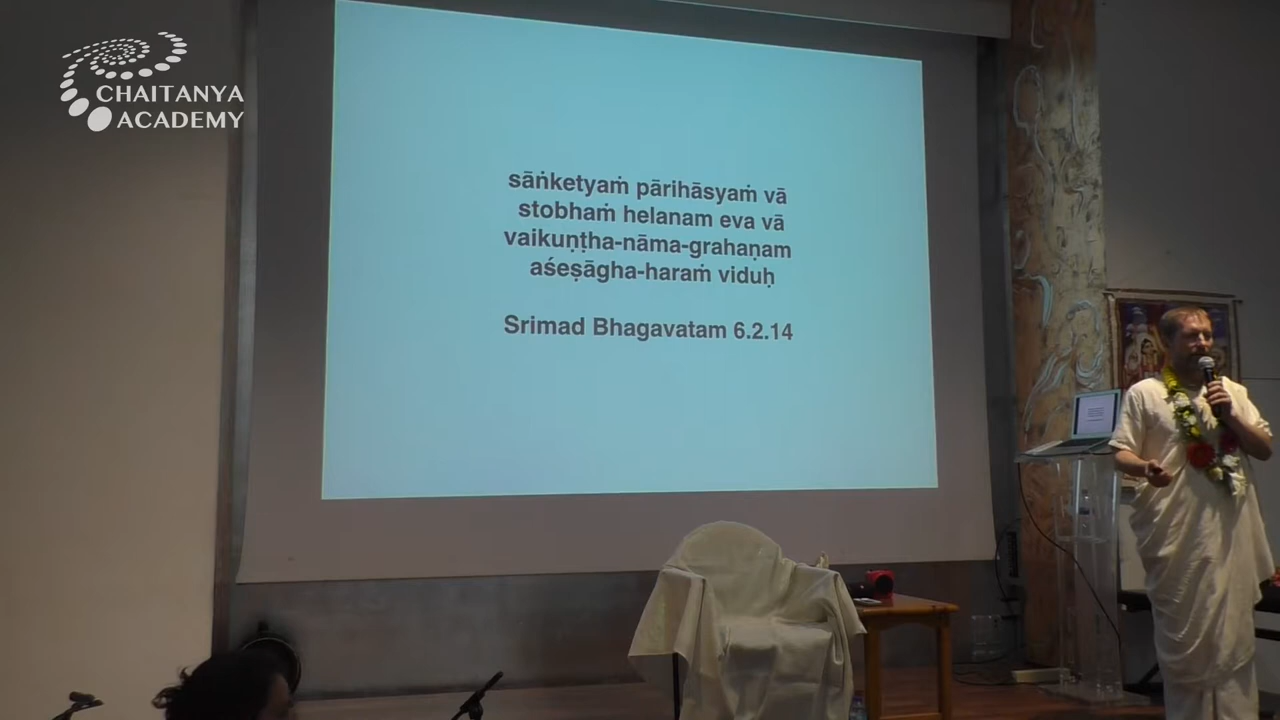 CHAITANYA
ACADEMY
sāṅketyaṁ pārihāsyaṁ vā
stobhaṁ helanam eva vā
vaikuṇṭha-nāma-grahaṇam
aśeṣāgha-haraṁ viduḥ
Srimad Bhagavatam 6.2.14